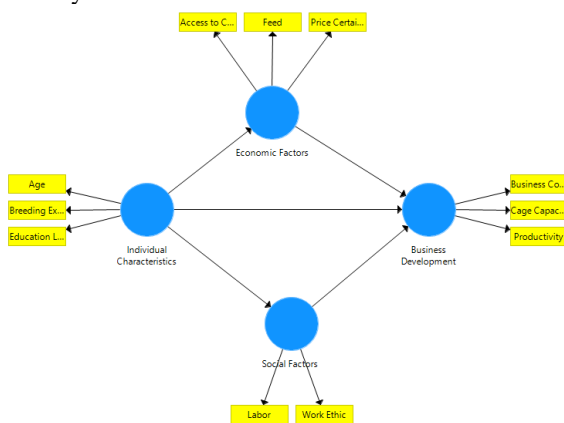 Access to C...
Feed
Price Certai...
Economic Factors
Age
Breeding Ex...
Education L...
Individual
Characteristics
Business Co...
Cage Capac...
Productivity
Business
Development
Social Factors
Labor
Work Ethic